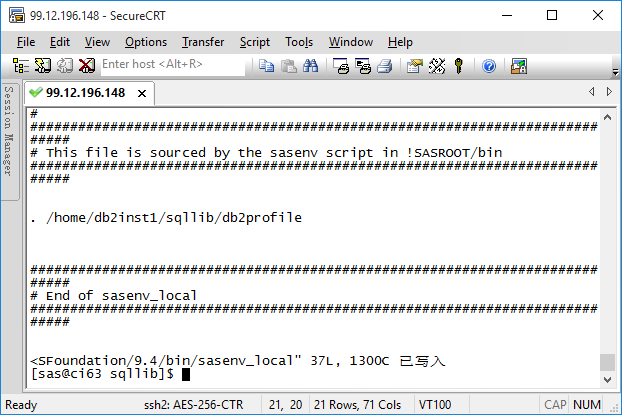 99.12.196.148 - SecureCRT
File Edit View Options Transfer Script Tools Window Help
Enter host <Alt+R>
Session Manager
99.12.196.148
#
########################################################################
#####
# This file is sourced by the sasenv script in !SASROOT/bin
########################################################################
#####
. /home/db2inst1/sqllib/db2profile
########################################################################
#####
# End of sasenv_local
########################################################################
#####
<SFoundation/9.4/bin/sasenv_local" 37L, 1300C 已写入
[sas@ci63 sqllib]$
Ready ssh2: AES-256-CTR 21, 20 21 Rows, 71 Cols VT100 CAP NUM